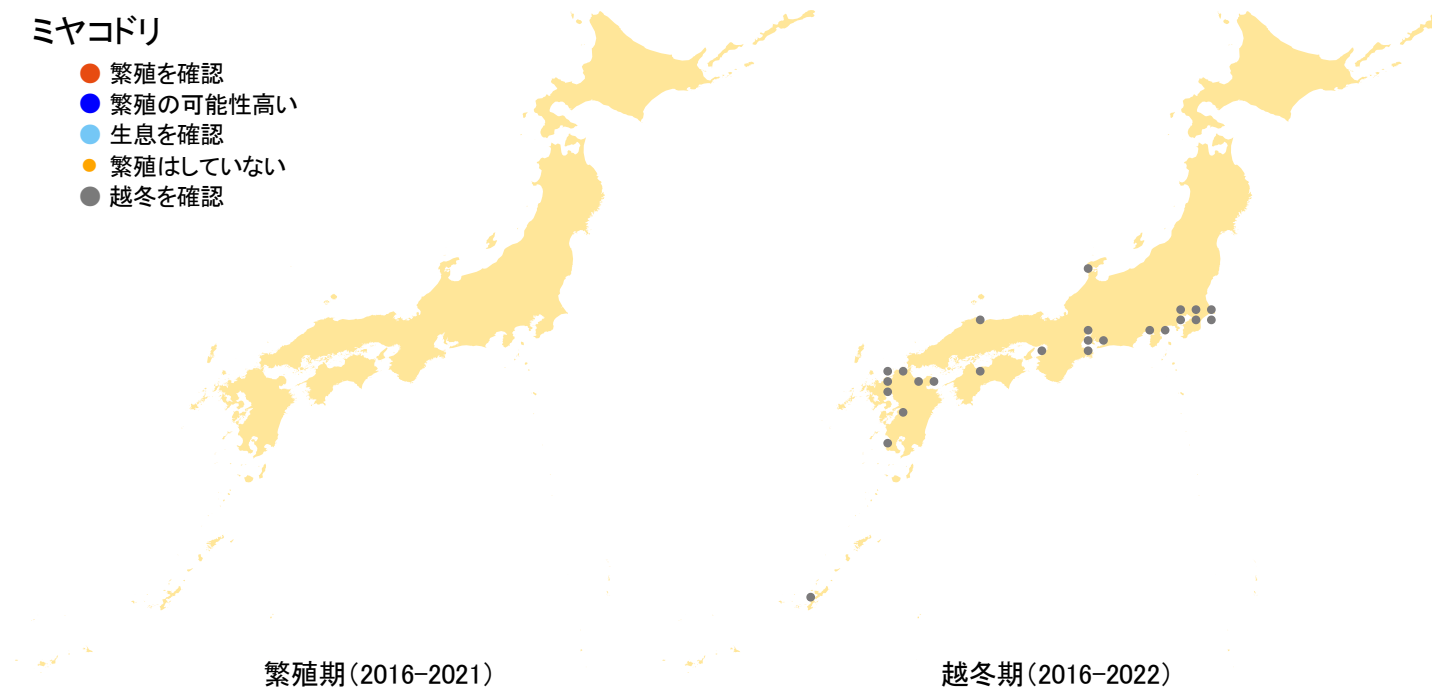 ミヤコドリ
繁殖を確認
繁殖の可能性高い
生息を確認
繁殖はしていない
越冬を確認
繁殖期(2016-2021)
越冬期(2016-2022)